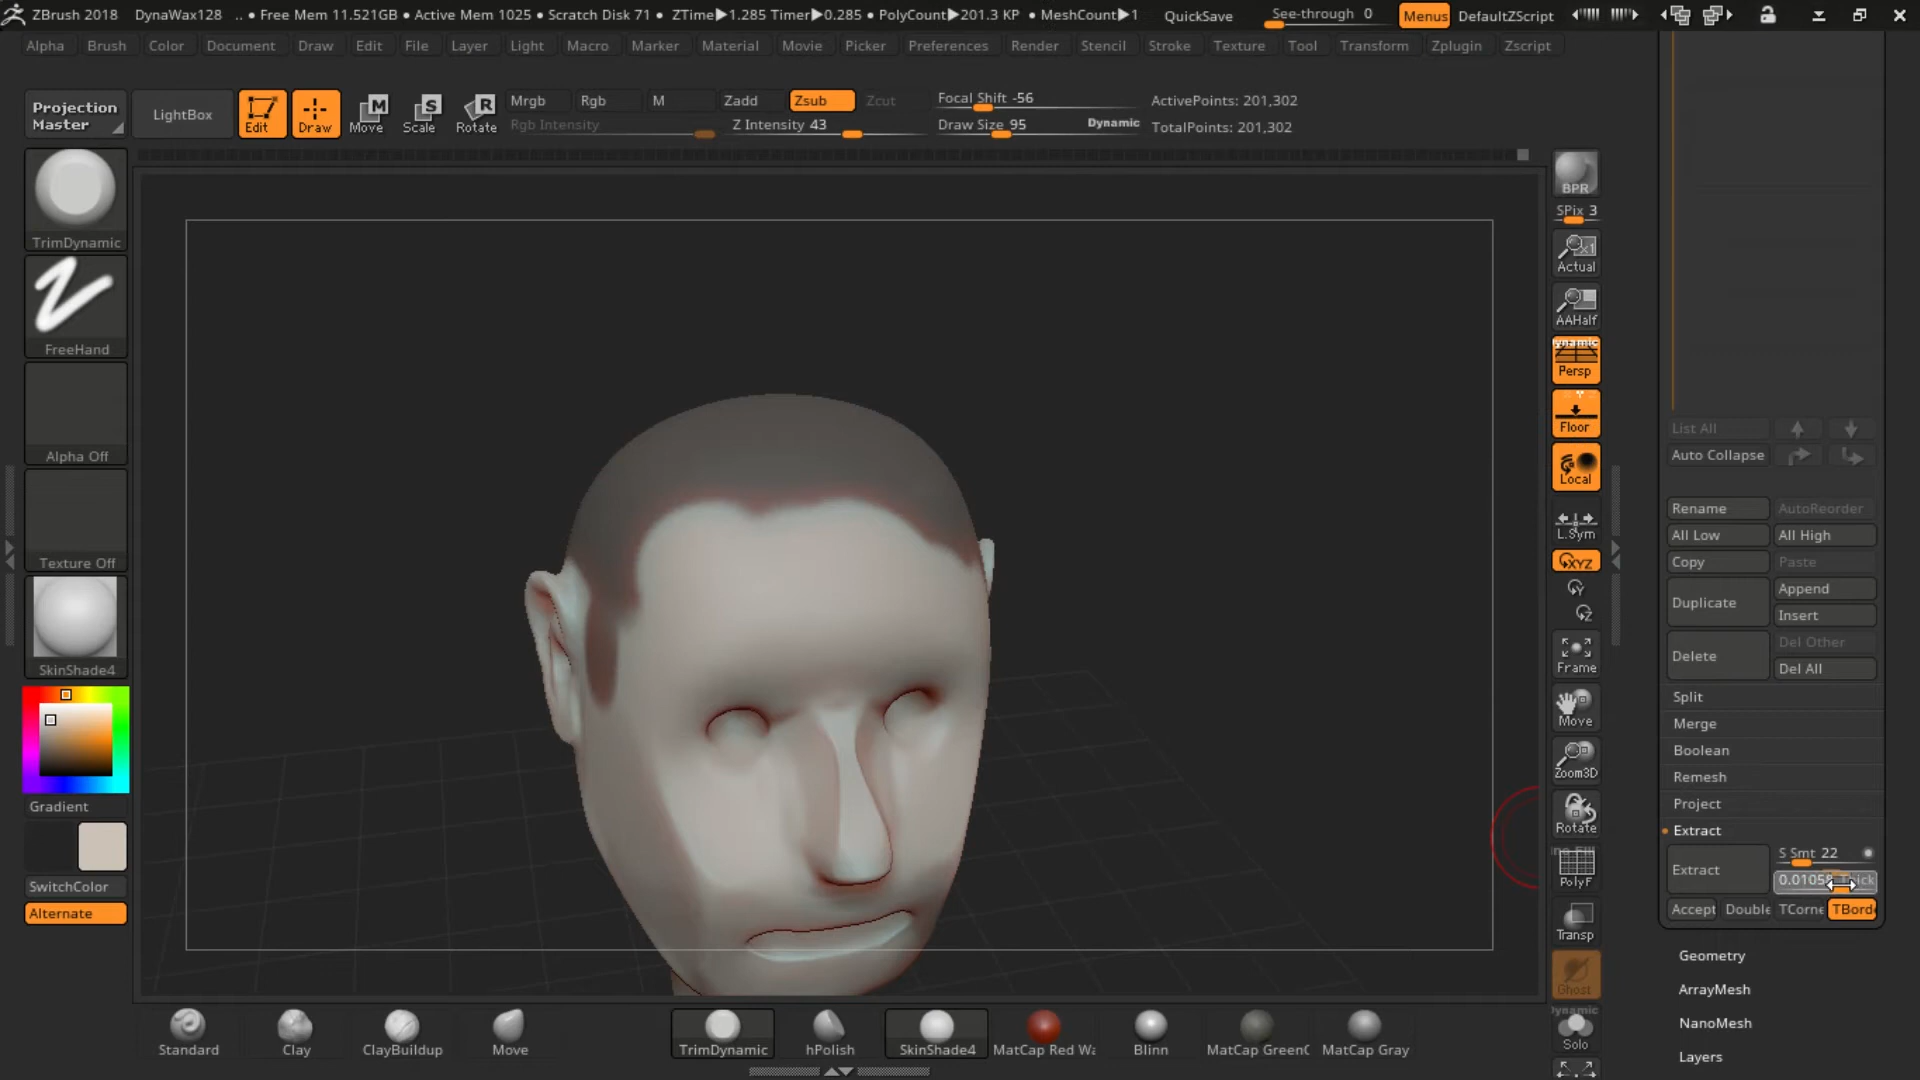 ZBrush 2018 DynaWax128 .. • Free Mem 11.521GB • Active Mem 1025 • Scratch Disk 71 • ZTime▶1.285 Timer▶0.285 • PolyCount▶201.3 KP • MeshCount▶1 QuickSave See-through 0 Menus DefaultZScript
Alpha Brush Color Document Draw Edit File Layer Light Macro Marker Material Movie Picker Preferences Render Stencil Stroke Texture Tool Transform Zplugin Zscript
Projection Master
LightBox
Edit
Draw
Move
Scale
Rotate
Mrgb Rgb M Zadd Zsub Zcut
Rgb Intensity Z Intensity 43
Focal Shift -56
Draw Size 95 Dynamic
ActivePoints: 201,302
TotalPoints: 201,302
TrimDynamic
FreeHand
Alpha Off
Texture Off
SkinShade4
Gradient
SwitchColor
Alternate
BPR
SPix 3
Actual
AAHalf
Persp
Floor
Local
L.Sym
XYZ
Y
Z
Frame
Move
Zoom3D
Rotate
PolyF
Transp
Ghost
Dynamic
Solo
List All
Auto Collapse
Rename AutoReorder
All Low All High
Copy Paste
Duplicate Append
Insert
Delete Del Other
Del All
Split
Merge
Boolean
Remesh
Project
Extract
Extract S Smt 22
0.0105
Accept Double TCorne TBorde
Geometry
ArrayMesh
NanoMesh
Layers
Standard Clay ClayBuildup Move TrimDynamic hPolish SkinShade4 MatCap Red Wa Blinn MatCap GreenC MatCap Gray